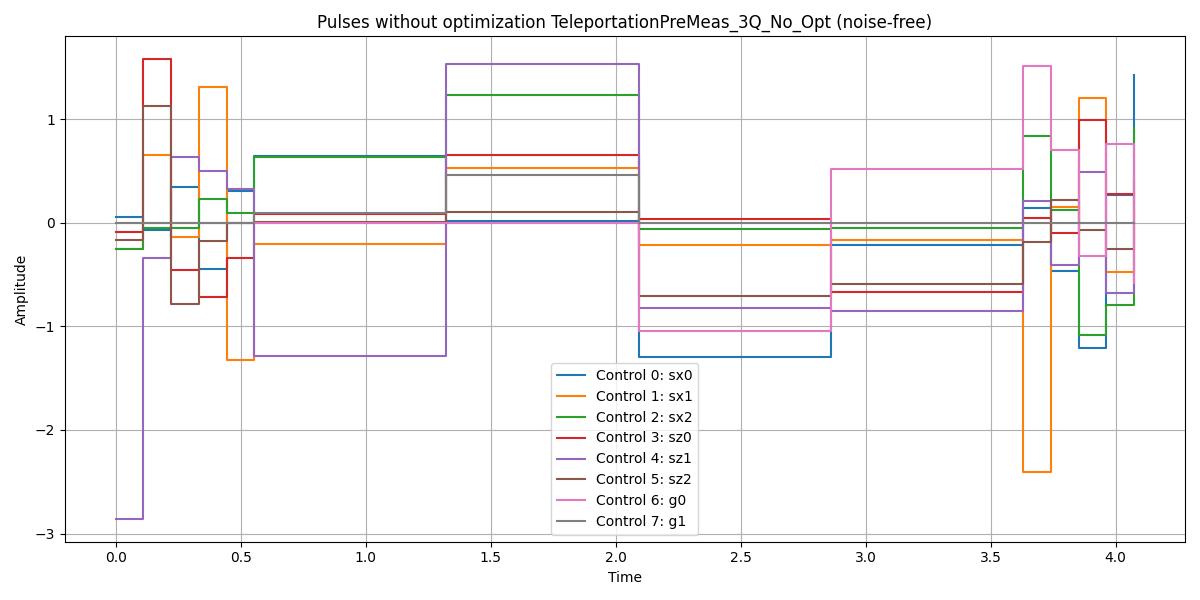 Pulses without optimization TeleportationPreMeas_3Q_No_Opt (noise-free)
Amplitude
1
0
−1
−2
−3
Control 0: sx0
Control 1: sx1
Control 2: sx2
Control 3: sz0
Control 4: sz1
Control 5: sz2
Control 6: g0
Control 7: g1
0.0 0.5 1.0 1.5 2.0 2.5 3.0 3.5 4.0
Time